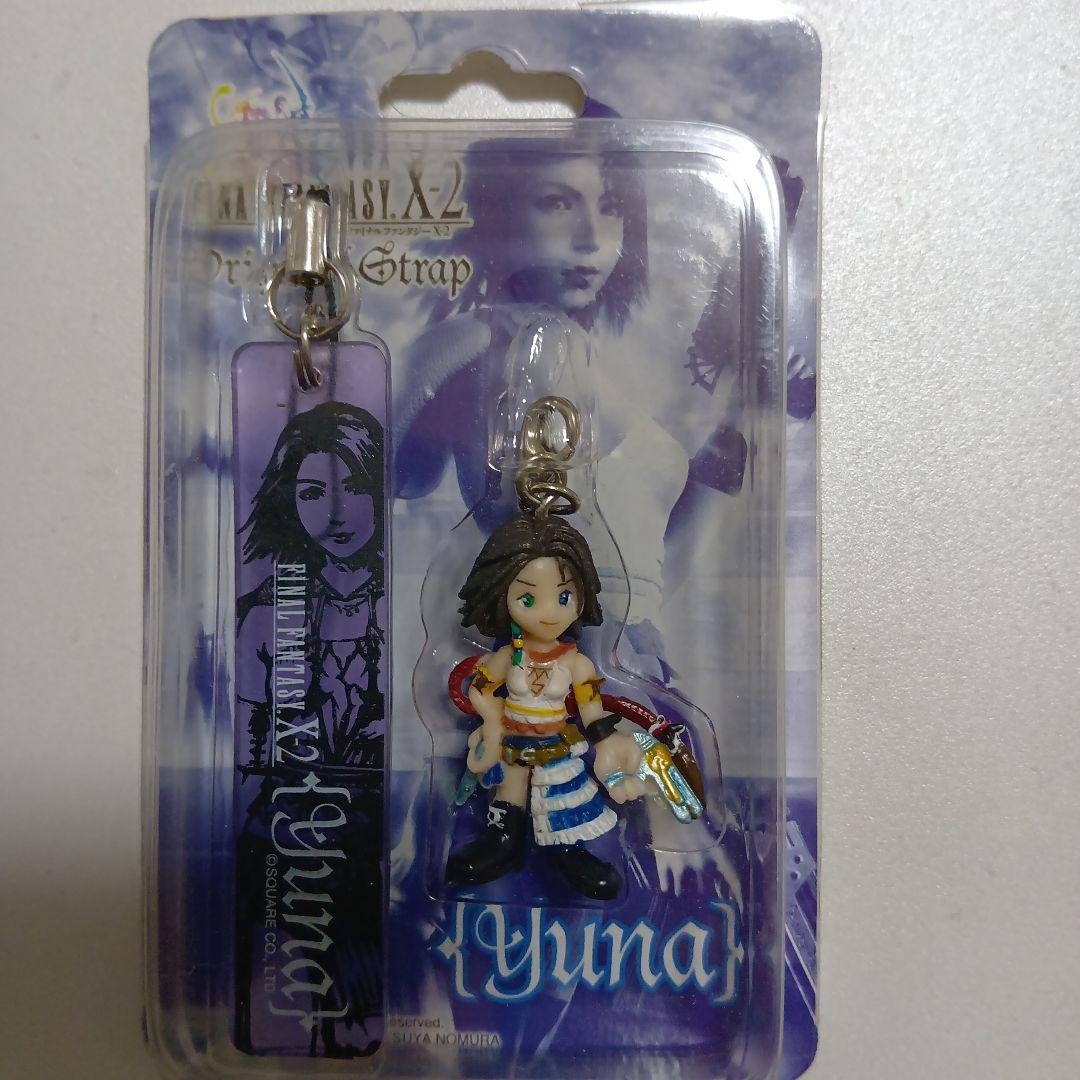 FINAL FANTASY. X-2
ファイナルファンタジー X-2
Original Strap
FINAL FANTASY. X-2 {Yuna}
©SQUARE CO., LTD
{Yuna}
eserved.
SUYA NOMURA